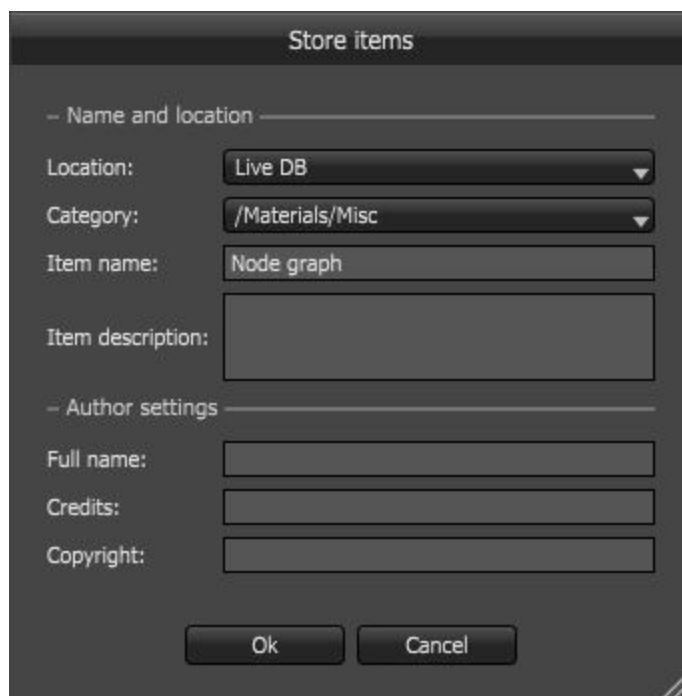 Store items
Name and location
Location: Live DB
Category: /Materials/Misc
Item name: Node graph
Item description:
Author settings
Full name:
Credits:
Copyright:
Ok Cancel